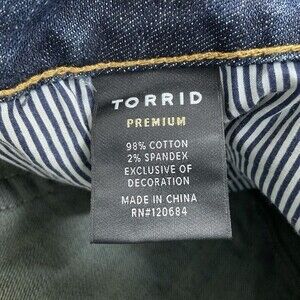 TORRID
PREMIUM
98% COTTON
2% SPANDEX
EXCLUSIVE OF
DECORATION
MADE IN CHINA
RN#120684